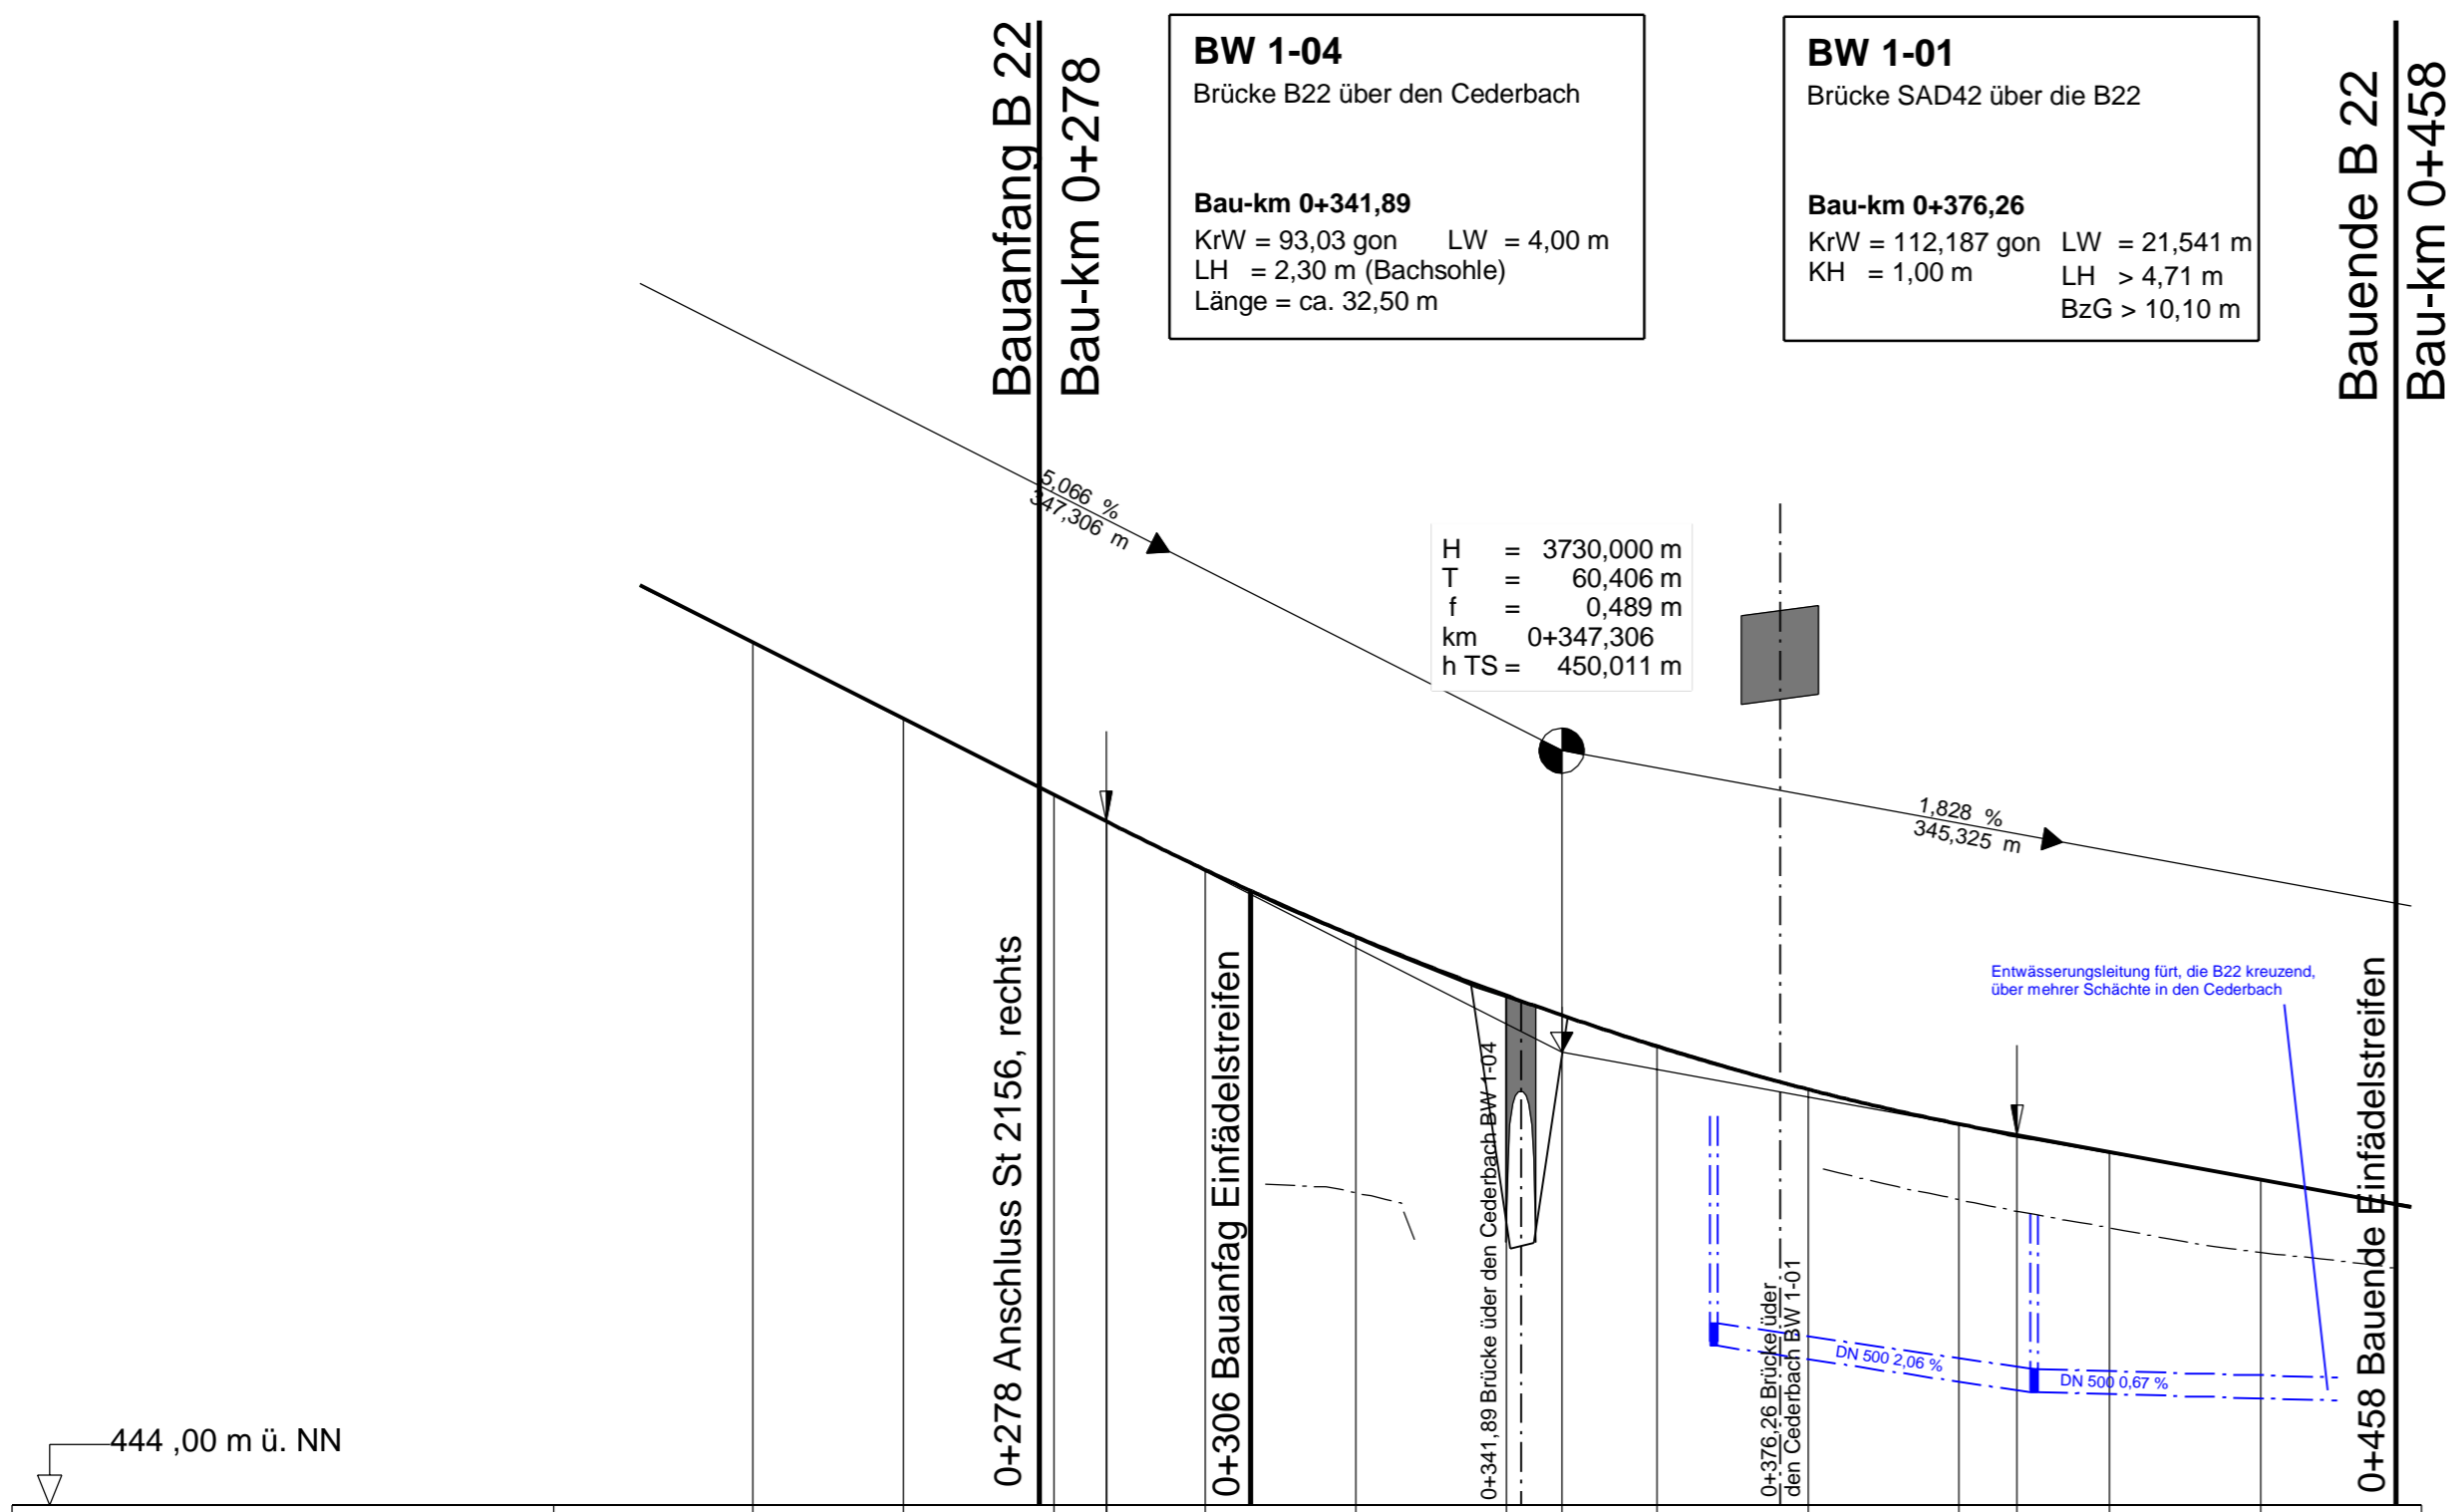 Bauanfang B 22
Bau-km 0+278
BW 1-04
Brücke B22 über den Cederbach
Bau-km 0+341,89
KrW = 93,03 gon LW = 4,00 m
LH = 2,30 m (Bachsohle)
Länge = ca. 32,50 m
BW 1-01
Brücke SAD42 über die B22
Bau-km 0+376,26
KrW = 112,187 gon LW = 21,541 m
KH = 1,00 m LH > 4,71 m
BzG > 10,10 m
Bauende B 22
Bau-km 0+458
5,066 %
347,306 m
H = 3730,000 m
T = 60,406 m
f = 0,489 m
km 0+347,306
h TS = 450,011 m
1,828 %
345,325 m
Entwässerungsleitung fürt, die B22 kreuzend,
über mehrer Schächte in den Cederbach
0+278 Anschluss St 2156, rechts
0+306 Bauanfag Einfädelstreifen
0+341,89 Brücke üder den Cederbach BW 1-04
0+376,26 Brücke üder
den Cederbach BW 1-01
0+458 Bauende Einfädelstreifen
DN 500 2,06 %
DN 500 0,67 %
444 ,00 m ü. NN